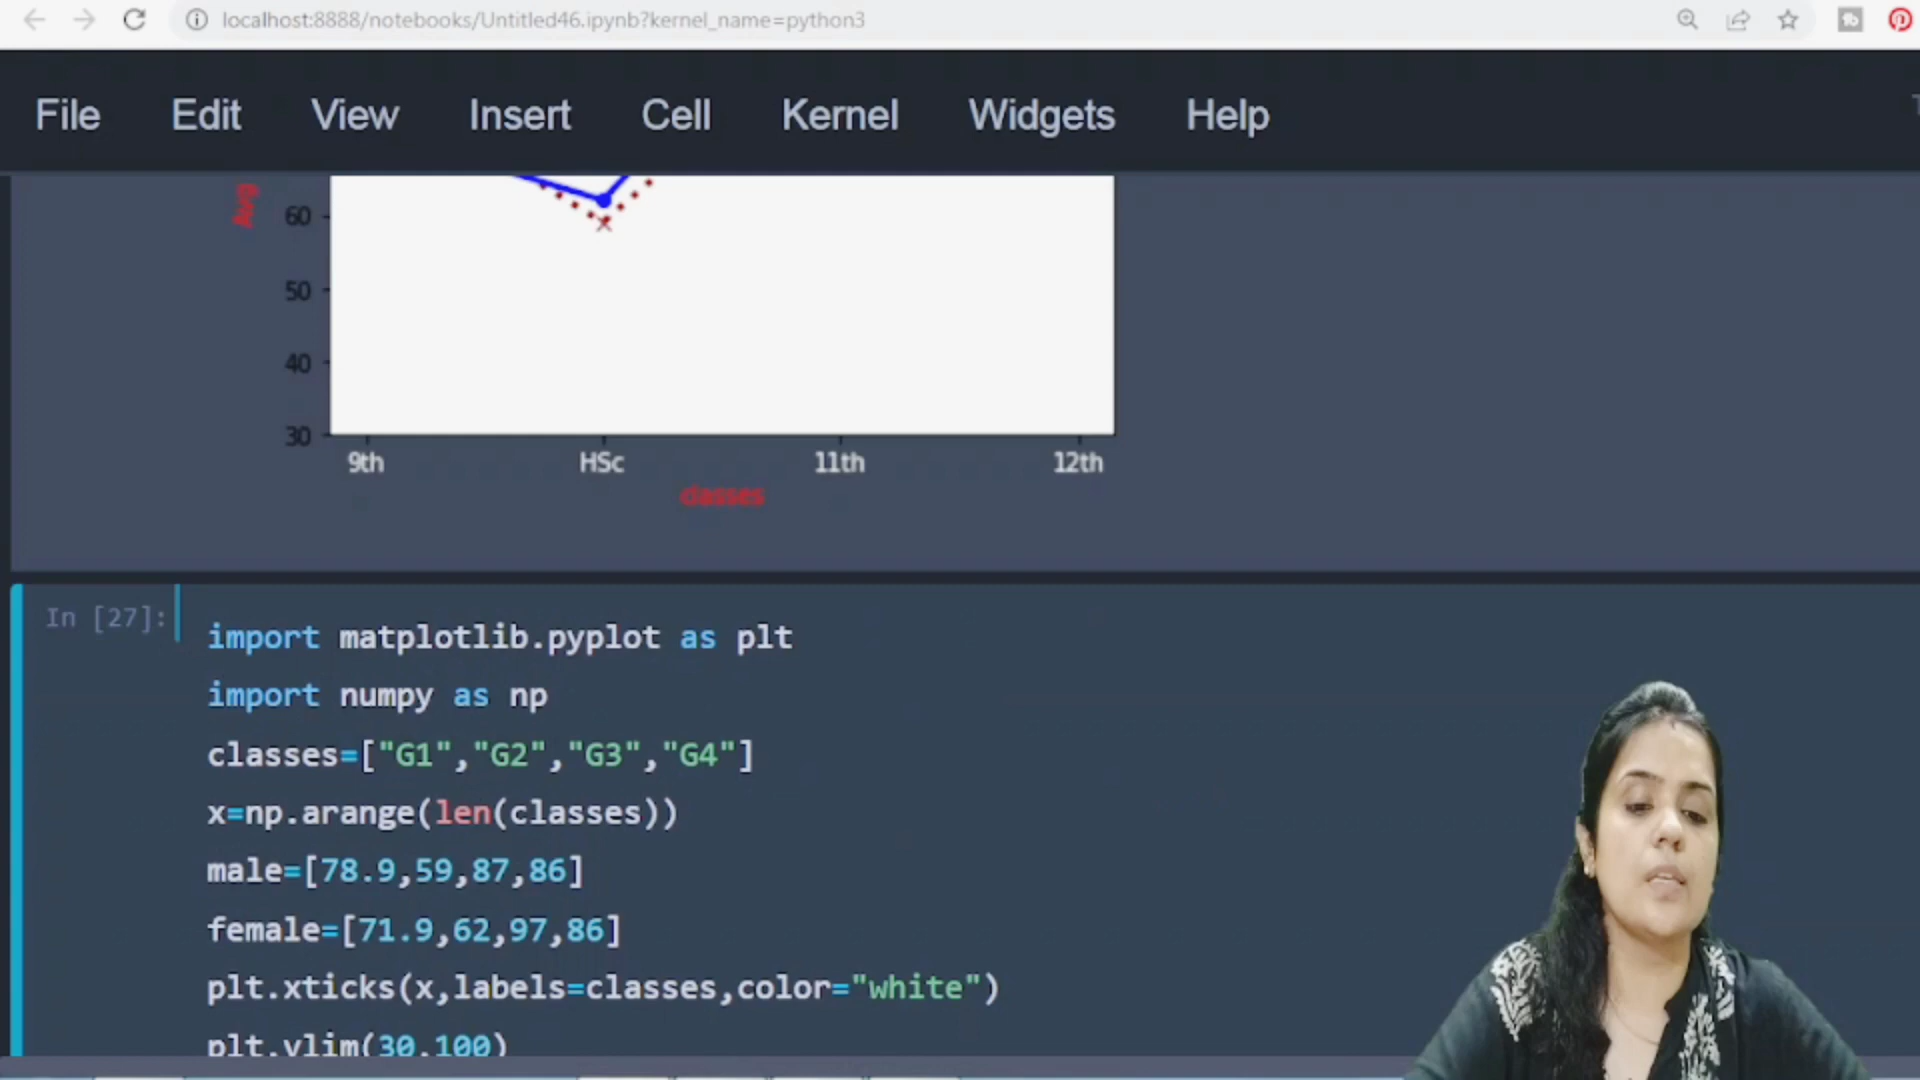 localhost:8888/notebooks/Untitled46.ipynb?kernel_name=python3
File Edit View Insert Cell Kernel Widgets Help
Avg
60
50
40
30
9th HSc 11th 12th
classes
In [27]:
import matplotlib.pyplot as plt
import numpy as np
classes=["G1","G2","G3","G4"]
x=np.arange(len(classes))
male=[78.9,59,87,86]
female=[71.9,62,97,86]
plt.xticks(x,labels=classes,color="white")
plt.ylim(30,100)